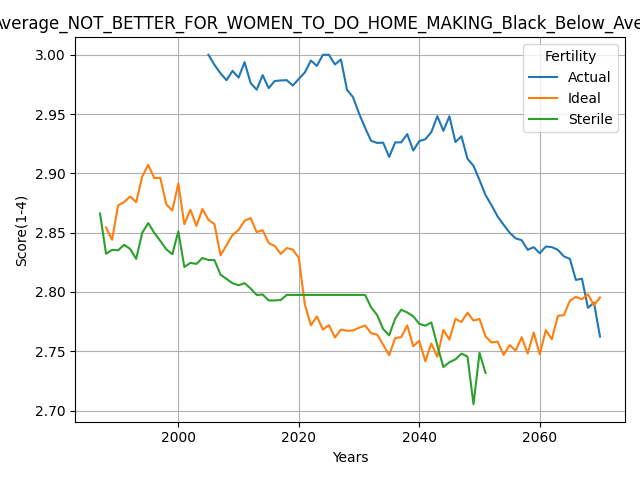 verage_NOT_BETTER_FOR_WOMEN_TO_DO_HOME_MAKING_Black_Below_Ave
Fertility
Actual
Ideal
Sterile
Score(1-4)
3.00
2.95
2.90
2.85
2.80
2.75
2.70
2000
2020
2040
2060
Years